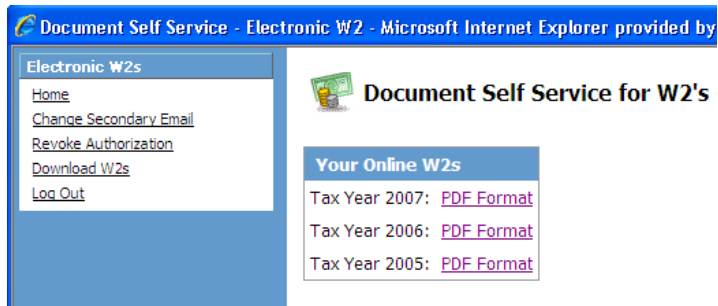 Document Self Service - Electronic W2 - Microsoft Internet Explorer provided by
Electronic W2s
Home
Change Secondary Email
Revoke Authorization
Download W2s
Log Out
Document Self Service for W2's
Your Online W2s
Tax Year 2007: PDF Format
Tax Year 2006: PDF Format
Tax Year 2005: PDF Format